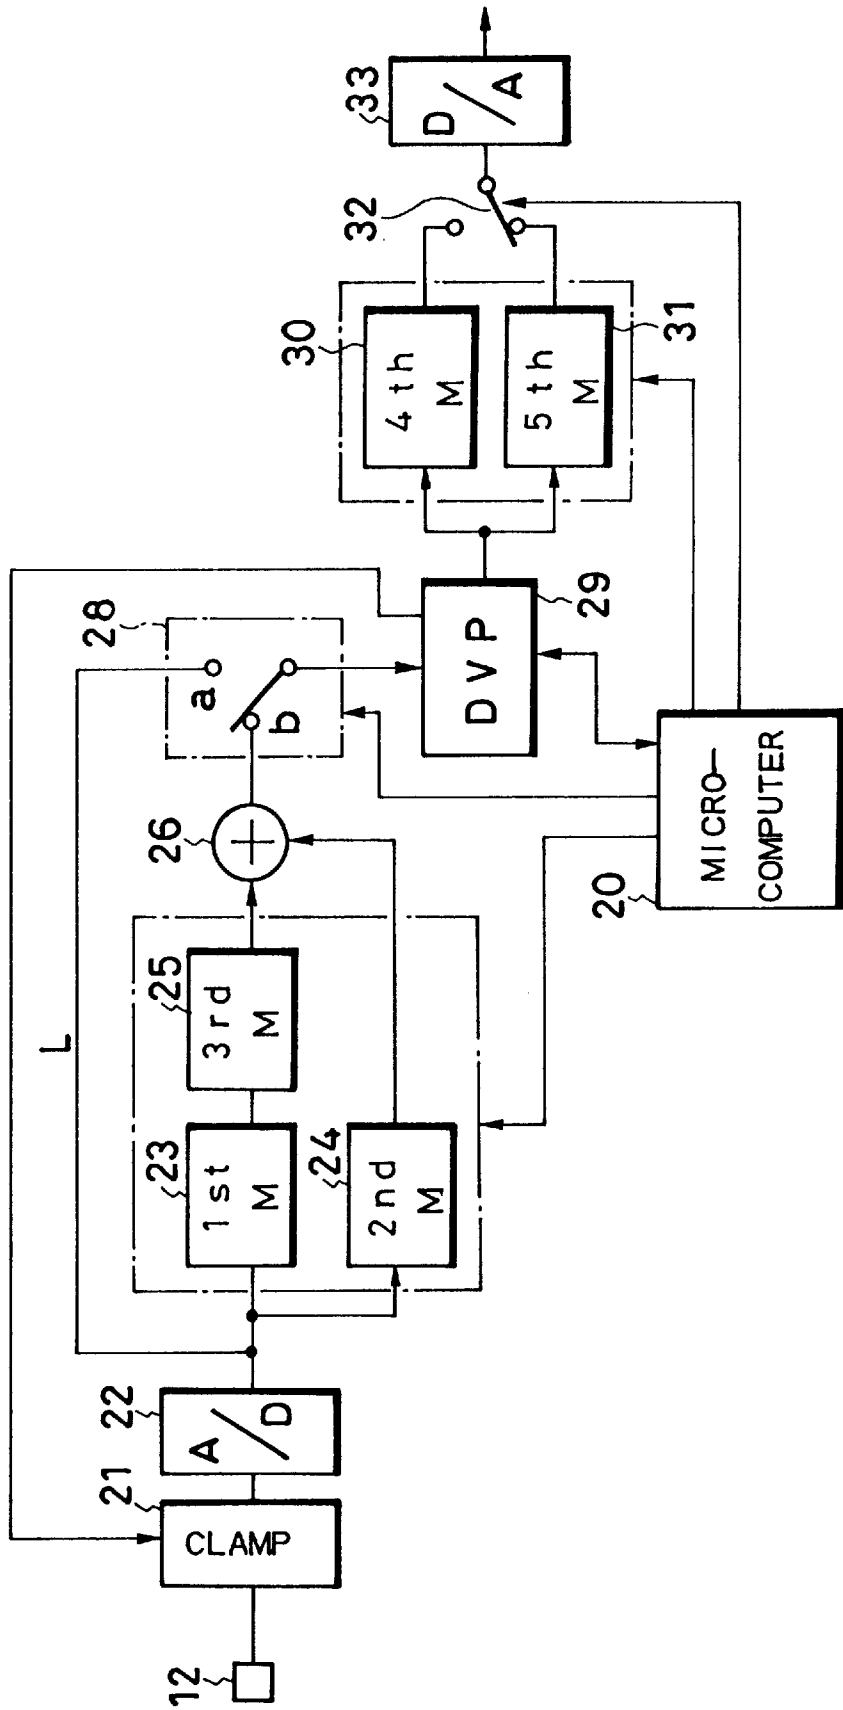 12
21
CLAMP
22
A/D
L
23
1st
M
24
2nd
M
25
3rd
M
26
+
28
a
b
29
DVP
20
MICRO-
COMPUTER
30
4th
M
31
5th
M
32
33
D/A